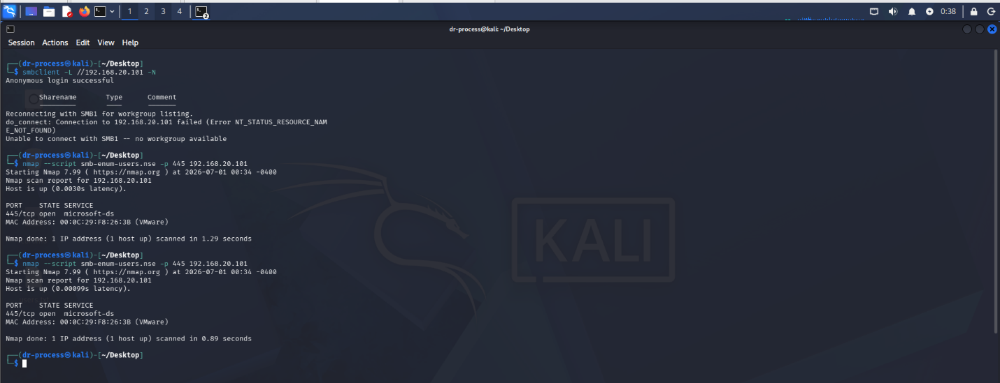 1 2 3 4 0:38
dr-process@kali: ~/Desktop
Session Actions Edit View Help
┌──(dr-process㉿kali)-[~/Desktop]
└─$ smbclient -L //192.168.20.101 -N
Anonymous login successful
Sharename Type Comment
--------- ---- -------
Reconnecting with SMB1 for workgroup listing.
do_connect: Connection to 192.168.20.101 failed (Error NT_STATUS_RESOURCE_NAM
E_NOT_FOUND)
Unable to connect with SMB1 -- no workgroup available
┌──(dr-process㉿kali)-[~/Desktop]
└─$ nmap --script smb-enum-users.nse -p 445 192.168.20.101
Starting Nmap 7.99 ( https://nmap.org ) at 2026-07-01 00:34 -0400
Nmap scan report for 192.168.20.101
Host is up (0.0030s latency).
PORT STATE SERVICE
445/tcp open microsoft-ds
MAC Address: 00:0C:29:F8:26:3B (VMware)
Nmap done: 1 IP address (1 host up) scanned in 1.29 seconds
┌──(dr-process㉿kali)-[~/Desktop]
└─$ nmap --script smb-enum-users.nse -p 445 192.168.20.101
Starting Nmap 7.99 ( https://nmap.org ) at 2026-07-01 00:34 -0400
Nmap scan report for 192.168.20.101
Host is up (0.00099s latency).
PORT STATE SERVICE
445/tcp open microsoft-ds
MAC Address: 00:0C:29:F8:26:3B (VMware)
Nmap done: 1 IP address (1 host up) scanned in 0.89 seconds
┌──(dr-process㉿kali)-[~/Desktop]
└─$
KALI